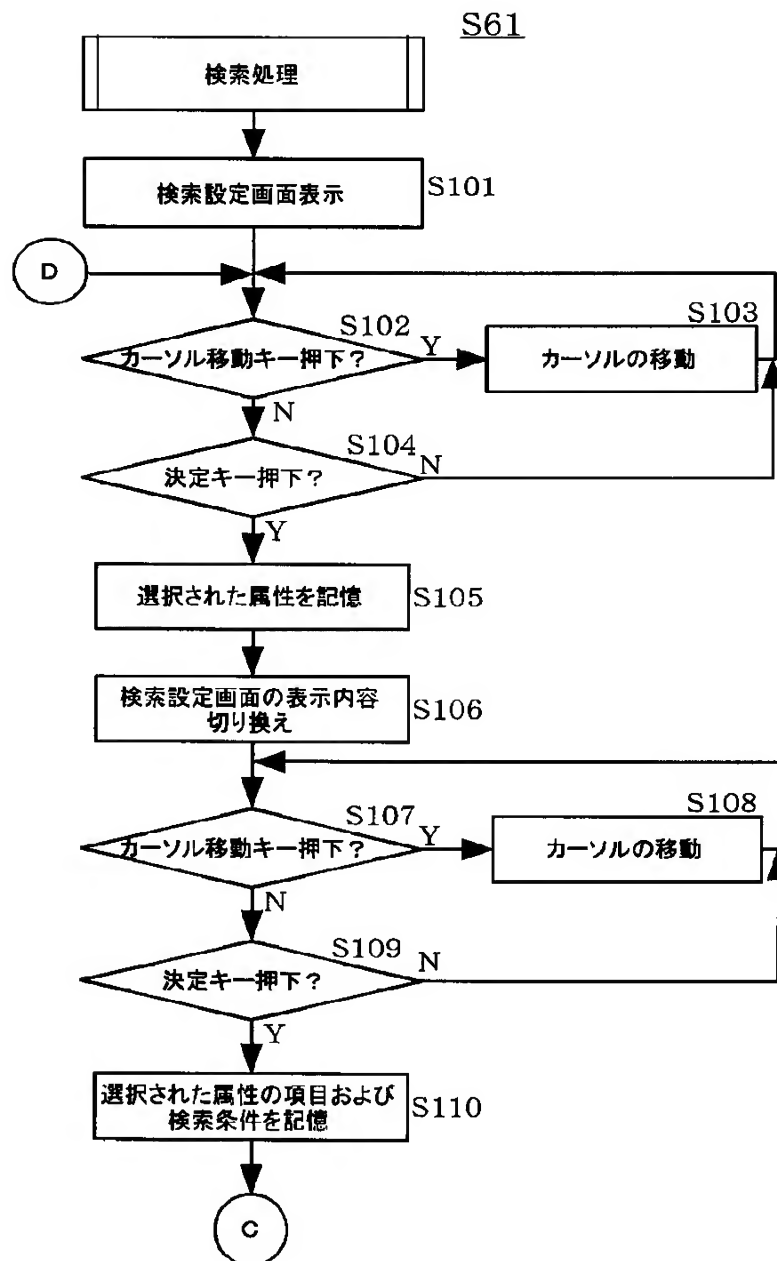 S61
検索処理
検索設定画面表示
S101
D
S102
カーソル移動キー押下?
Y
S103
カーソルの移動
N
S104
決定キー押下?
N
Y
選択された属性を記憶
S105
検索設定画面の表示内容
切り換え
S106
S107
カーソル移動キー押下?
Y
S108
カーソルの移動
N
S109
決定キー押下?
N
Y
選択された属性の項目および
検索条件を記憶
S110
C